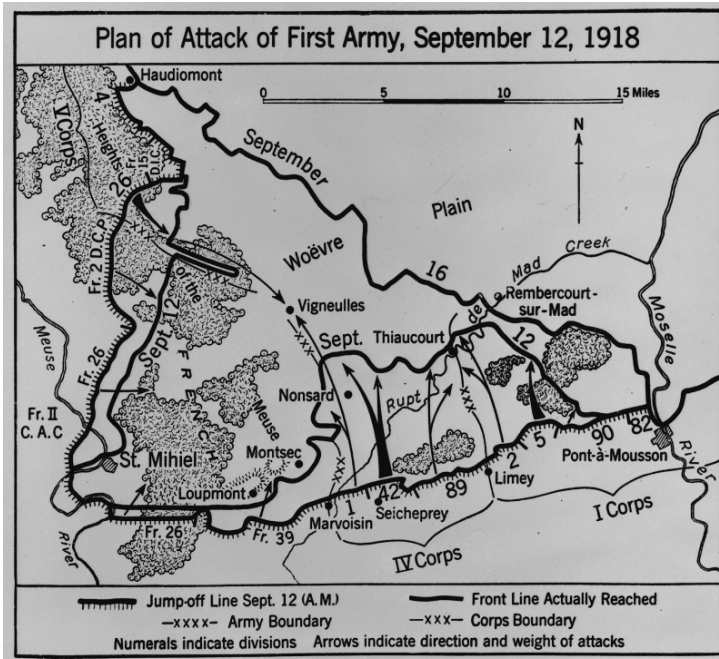 Plan of Attack of First Army, September 12, 1918
Haudiomont
0 5 10 15 Miles
N
V Corps
4
Heights
Fr. 15
D.I.C.
26
Fr. 2 D.C.P.
XX
of the
Sept. 12
FRENCH
Meuse
September
16
Woëvre
Plain
Mad Creek
de
Rupt
Rembercourt-
sur-Mad
Moselle
River
Vigneulles
XXX
Sept.
12
Thiaucourt
Nonsard
XXX
Meuse
River
Fr. 26
Fr. II
C. A.C
St. Mihiel
Montsec
Loupmont
XXX
Fr. 26
Fr. 39
Marvoisin
1
42
Seicheprey
89
Limey
2
5
90
82
Pont-à-Mousson
I Corps
IV Corps
Jump-off Line Sept. 12 (A.M.)
Front Line Actually Reached
—XXXX— Army Boundary
—XXX— Corps Boundary
Numerals indicate divisions Arrows indicate direction and weight of attacks